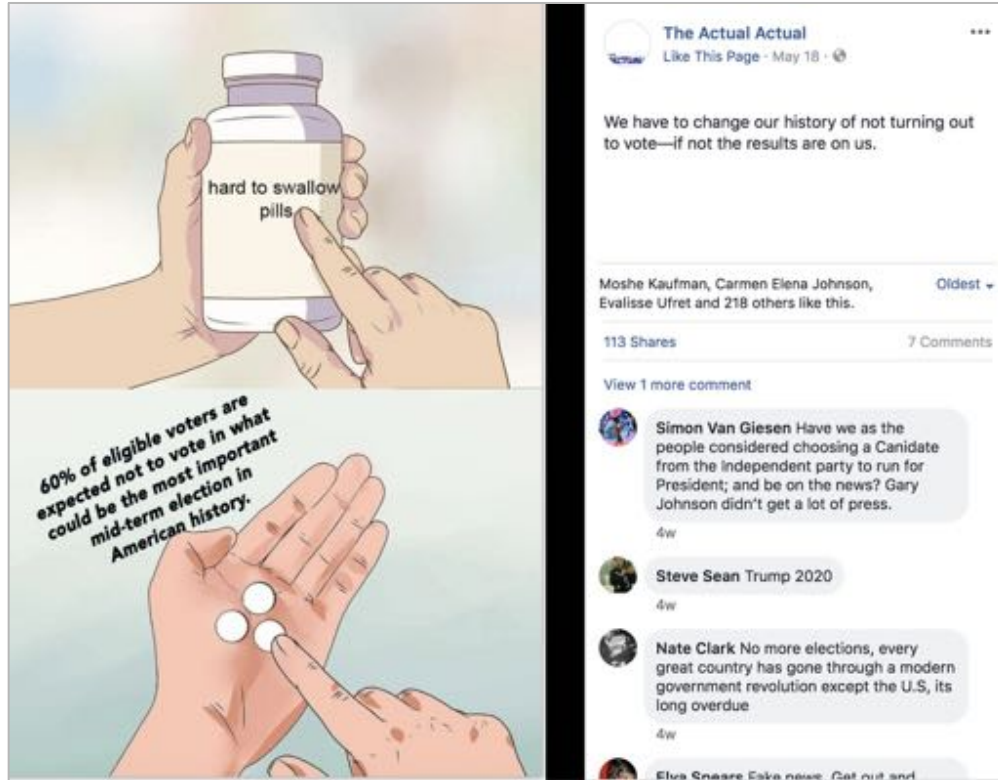 hard to swallow
pills
60% of eligible voters are
expected not to vote in what
could be the most important
mid-term election in
American history.
The Actual Actual
Like This Page · May 18 ·
We have to change our history of not turning out
to vote—if not the results are on us.
Moshe Kaufman, Carmen Elena Johnson,
Evalisse Ufret and 218 others like this.
Oldest
113 Shares
7 Comments
View 1 more comment
Simon Van Giesen Have we as the
people considered choosing a Canidate
from the Independent party to run for
President; and be on the news? Gary
Johnson didn't get a lot of press.
4w
Steve Sean Trump 2020
4w
Nate Clark No more elections, every
great country has gone through a modern
government revolution except the U.S, its
long overdue
4w
Elva Spears Fake news. Get out and